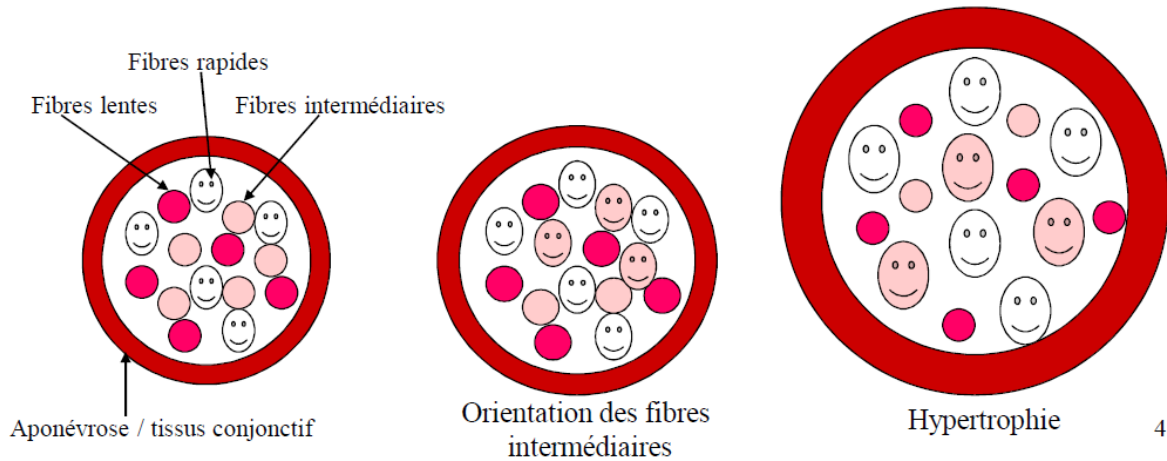 Fibres rapides
Fibres lentes
Fibres intermédiaires
Aponévrose / tissus conjonctif
Orientation des fibres
intermédiaires
Hypertrophie
4